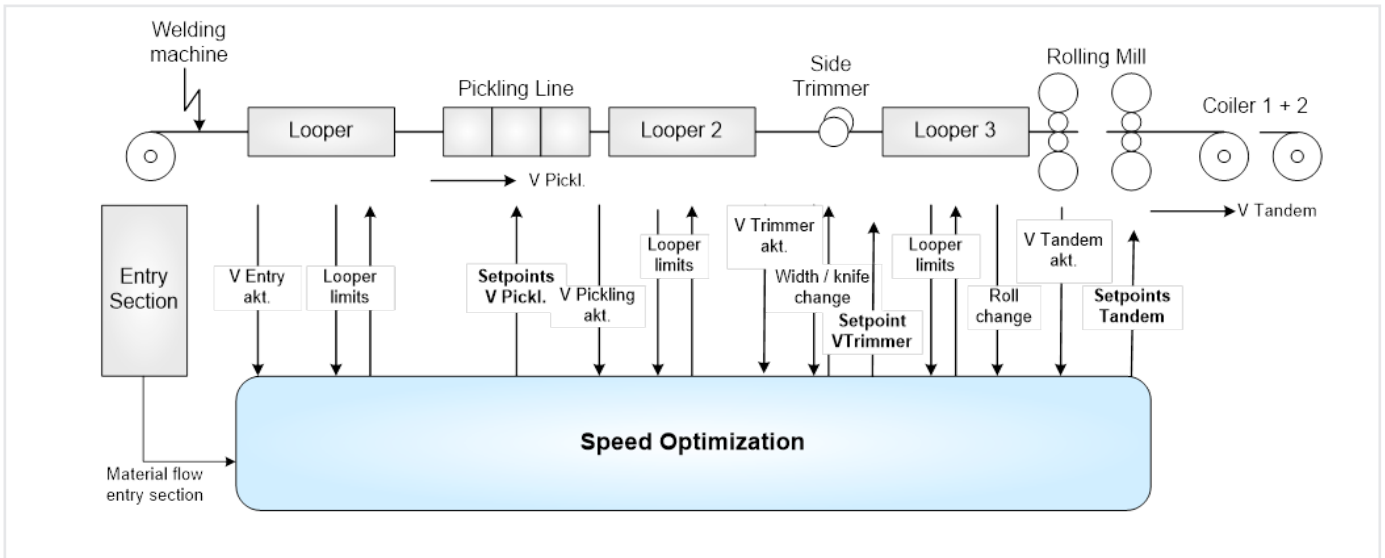 Welding
machine
Looper
Pickling Line
Looper 2
Side
Trimmer
Looper 3
Rolling Mill
Coiler 1 + 2
V Pickl.
V Tandem
Entry
Section
V Entry
akt.
Looper
limits
Setpoints
V Pickl.
V Pickling
akt.
Looper
limits
V Trimmer
akt.
Width / knife
change
Setpoint
VTrimmer
Looper
limits
Roll
change
V Tandem
akt.
Setpoints
Tandem
Speed Optimization
Material flow
entry section